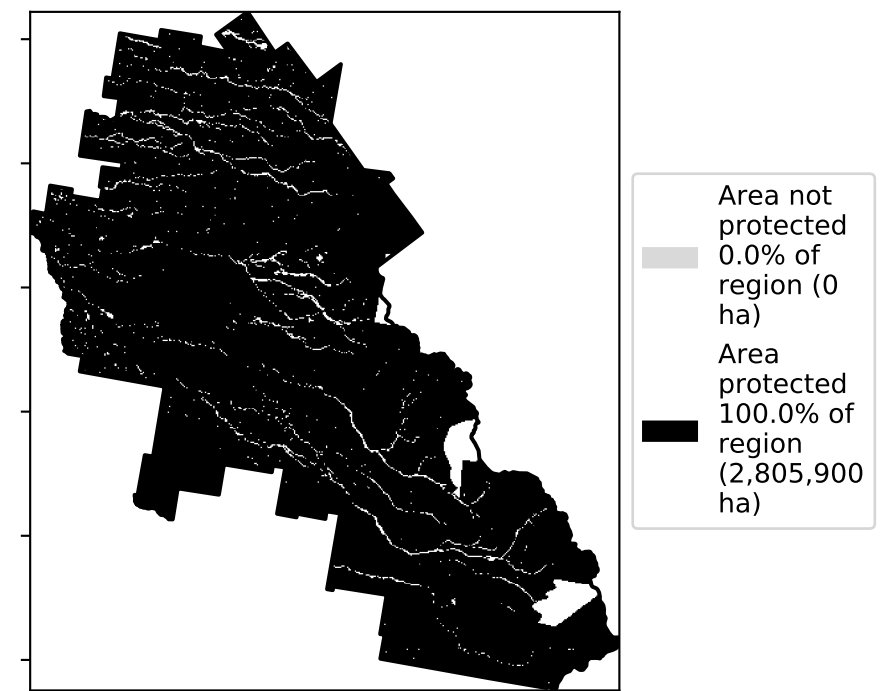 Area not
protected
0.0% of
region (0
ha)
Area
protected
100.0% of
region
(2,805,900
ha)